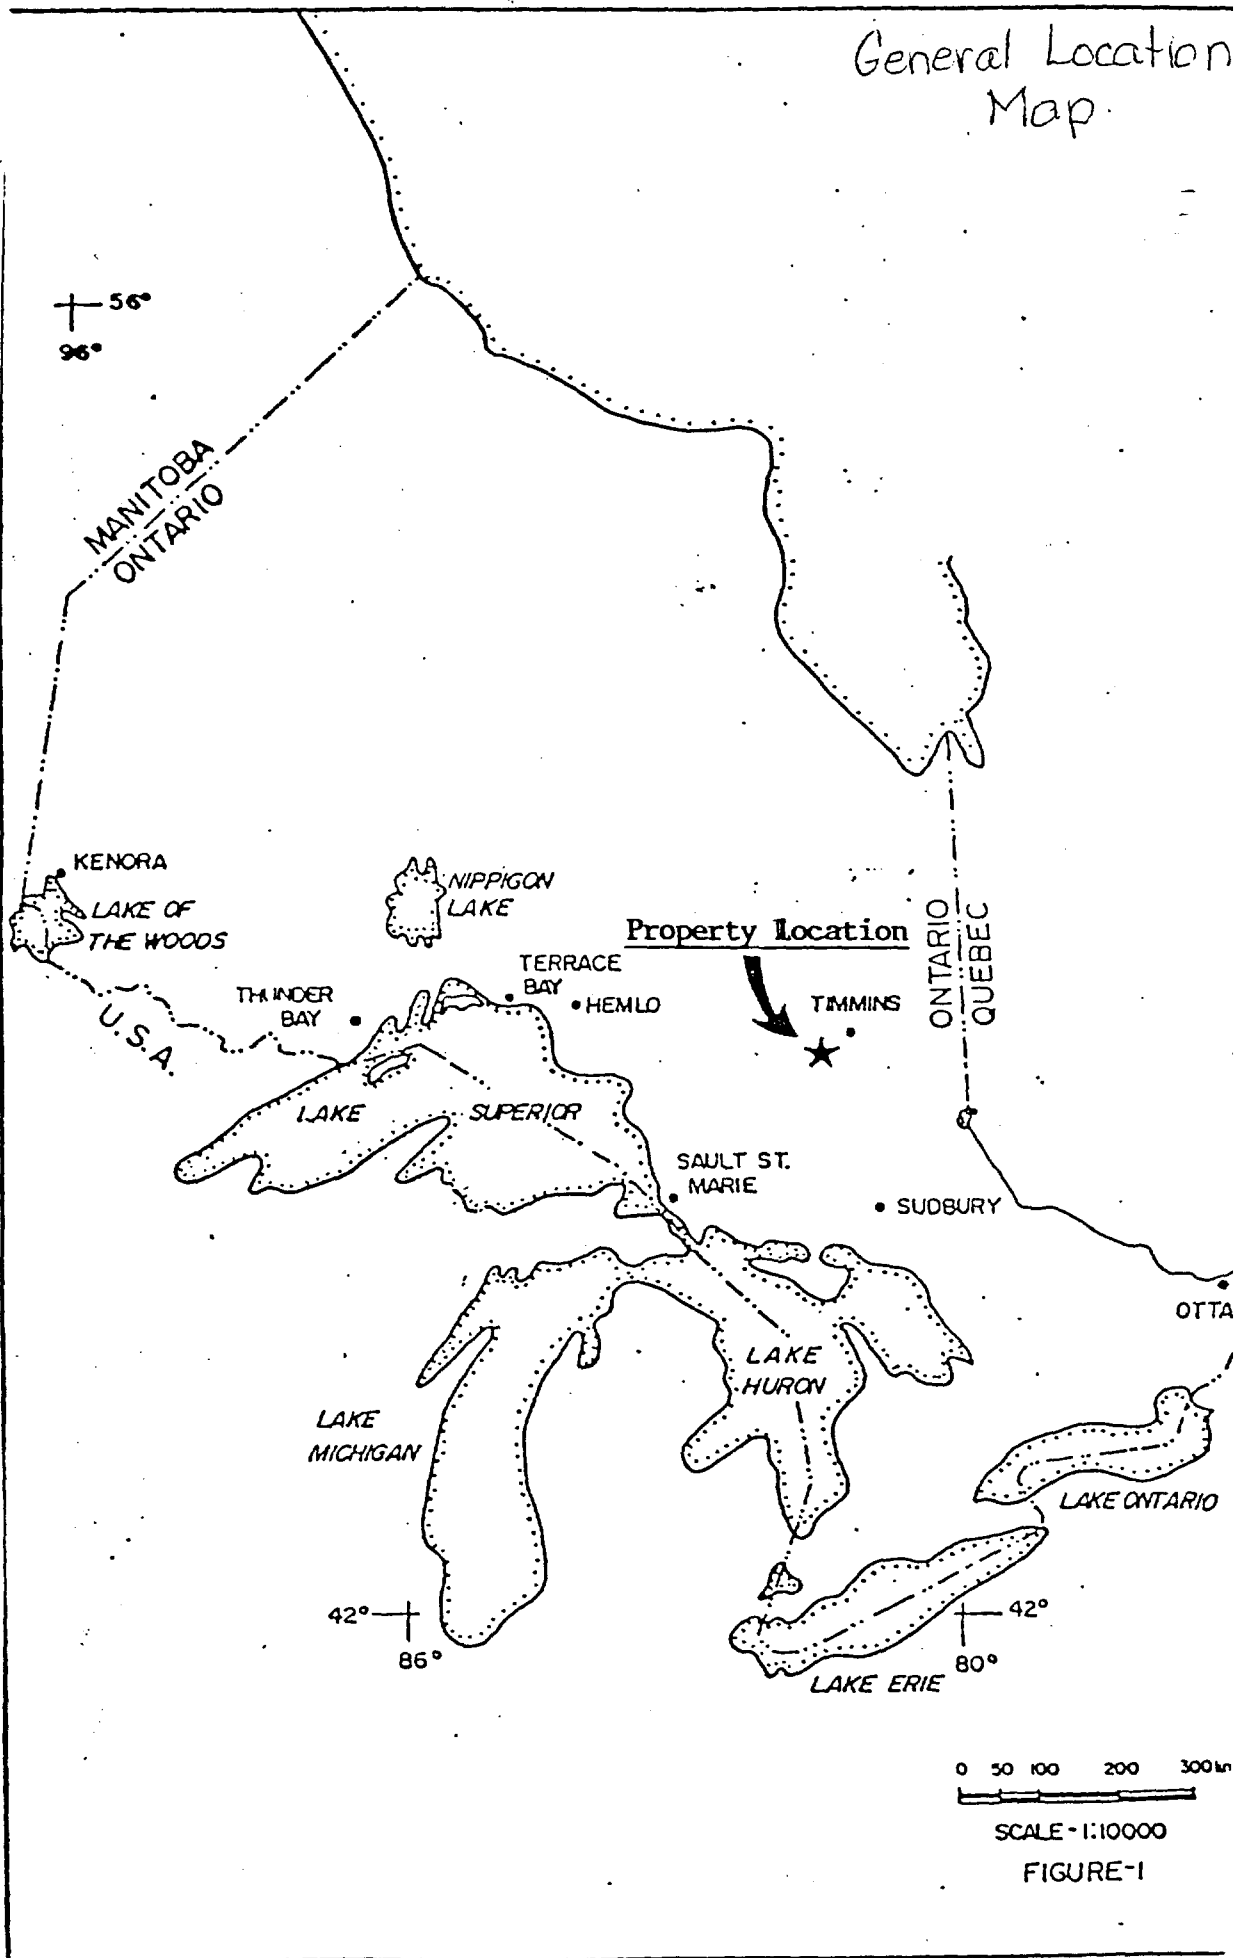 General Location
Map
56°
96°
MANITOBA
ONTARIO
KENORA
LAKE OF
THE WOODS
NIPPIGON
LAKE
Property Location
ONTARIO
QUEBEC
THUNDER
BAY
TERRACE
BAY
HEMLO
TIMMINS
U.S.A.
LAKE SUPERIOR
SAULT ST.
MARIE
SUDBURY
OTTA
LAKE
HURON
LAKE
MICHIGAN
LAKE ONTARIO
42°
86°
42°
80°
LAKE ERIE
0 50 100 200 300km
SCALE-1:10000
FIGURE-1